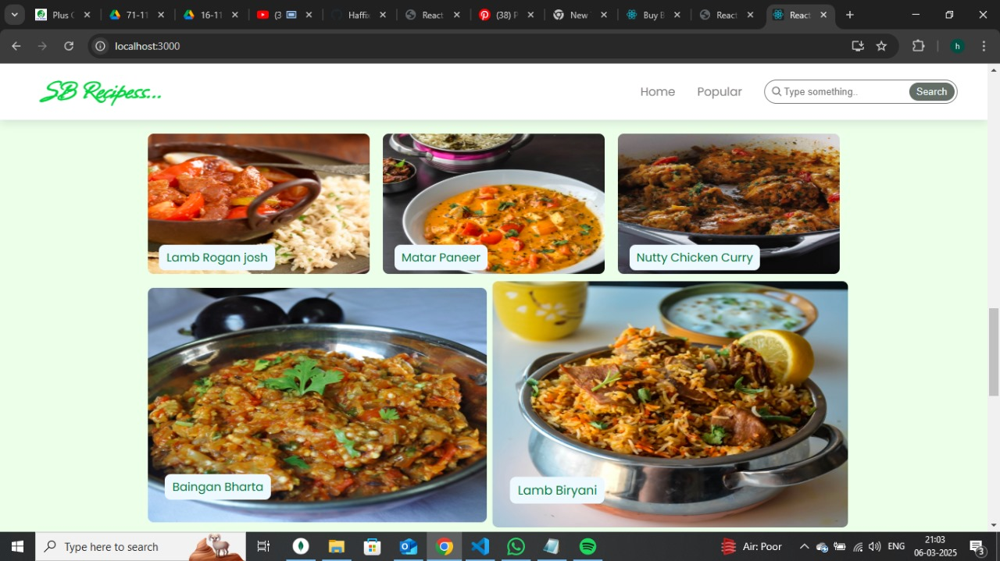 Plus C
71-11
16-11
(3
Haffix
React
(38) P
New
Buy B
React
React
localhost:3000
h
SB Recipess...
Home
Popular
Type something..
Search
Lamb Rogan josh
Matar Paneer
Nutty Chicken Curry
Baingan Bharta
Lamb Biryani
Type here to search
Air: Poor
ENG
21:03
06-03-2025
3